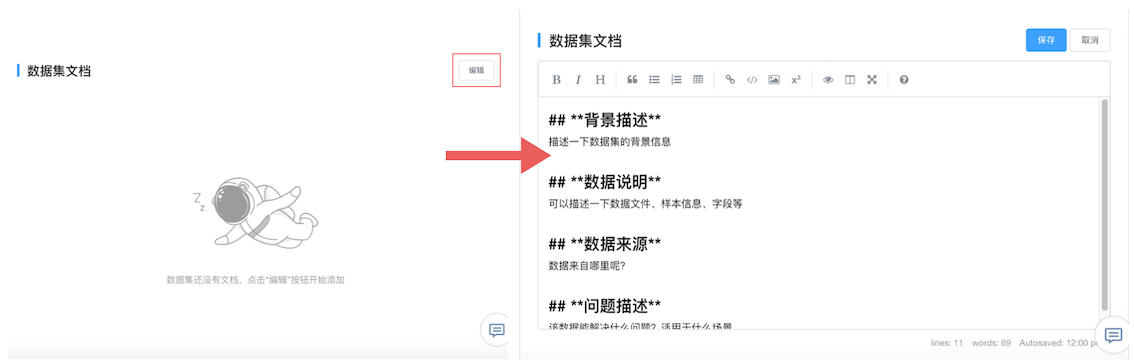 数据集文档
编辑
Z
z
数据集还没有文档，点击“编辑”按钮开始添加
数据集文档
保存
取消
B I H x²
## **背景描述**
描述一下数据集的背景信息
## **数据说明**
可以描述一下数据文件、样本信息、字段等
## **数据来源**
数据来自哪里呢？
## **问题描述**
该数据能解决什么问题？适用于什么场景
lines: 11 words: 69 Autosaved: 12:00 p